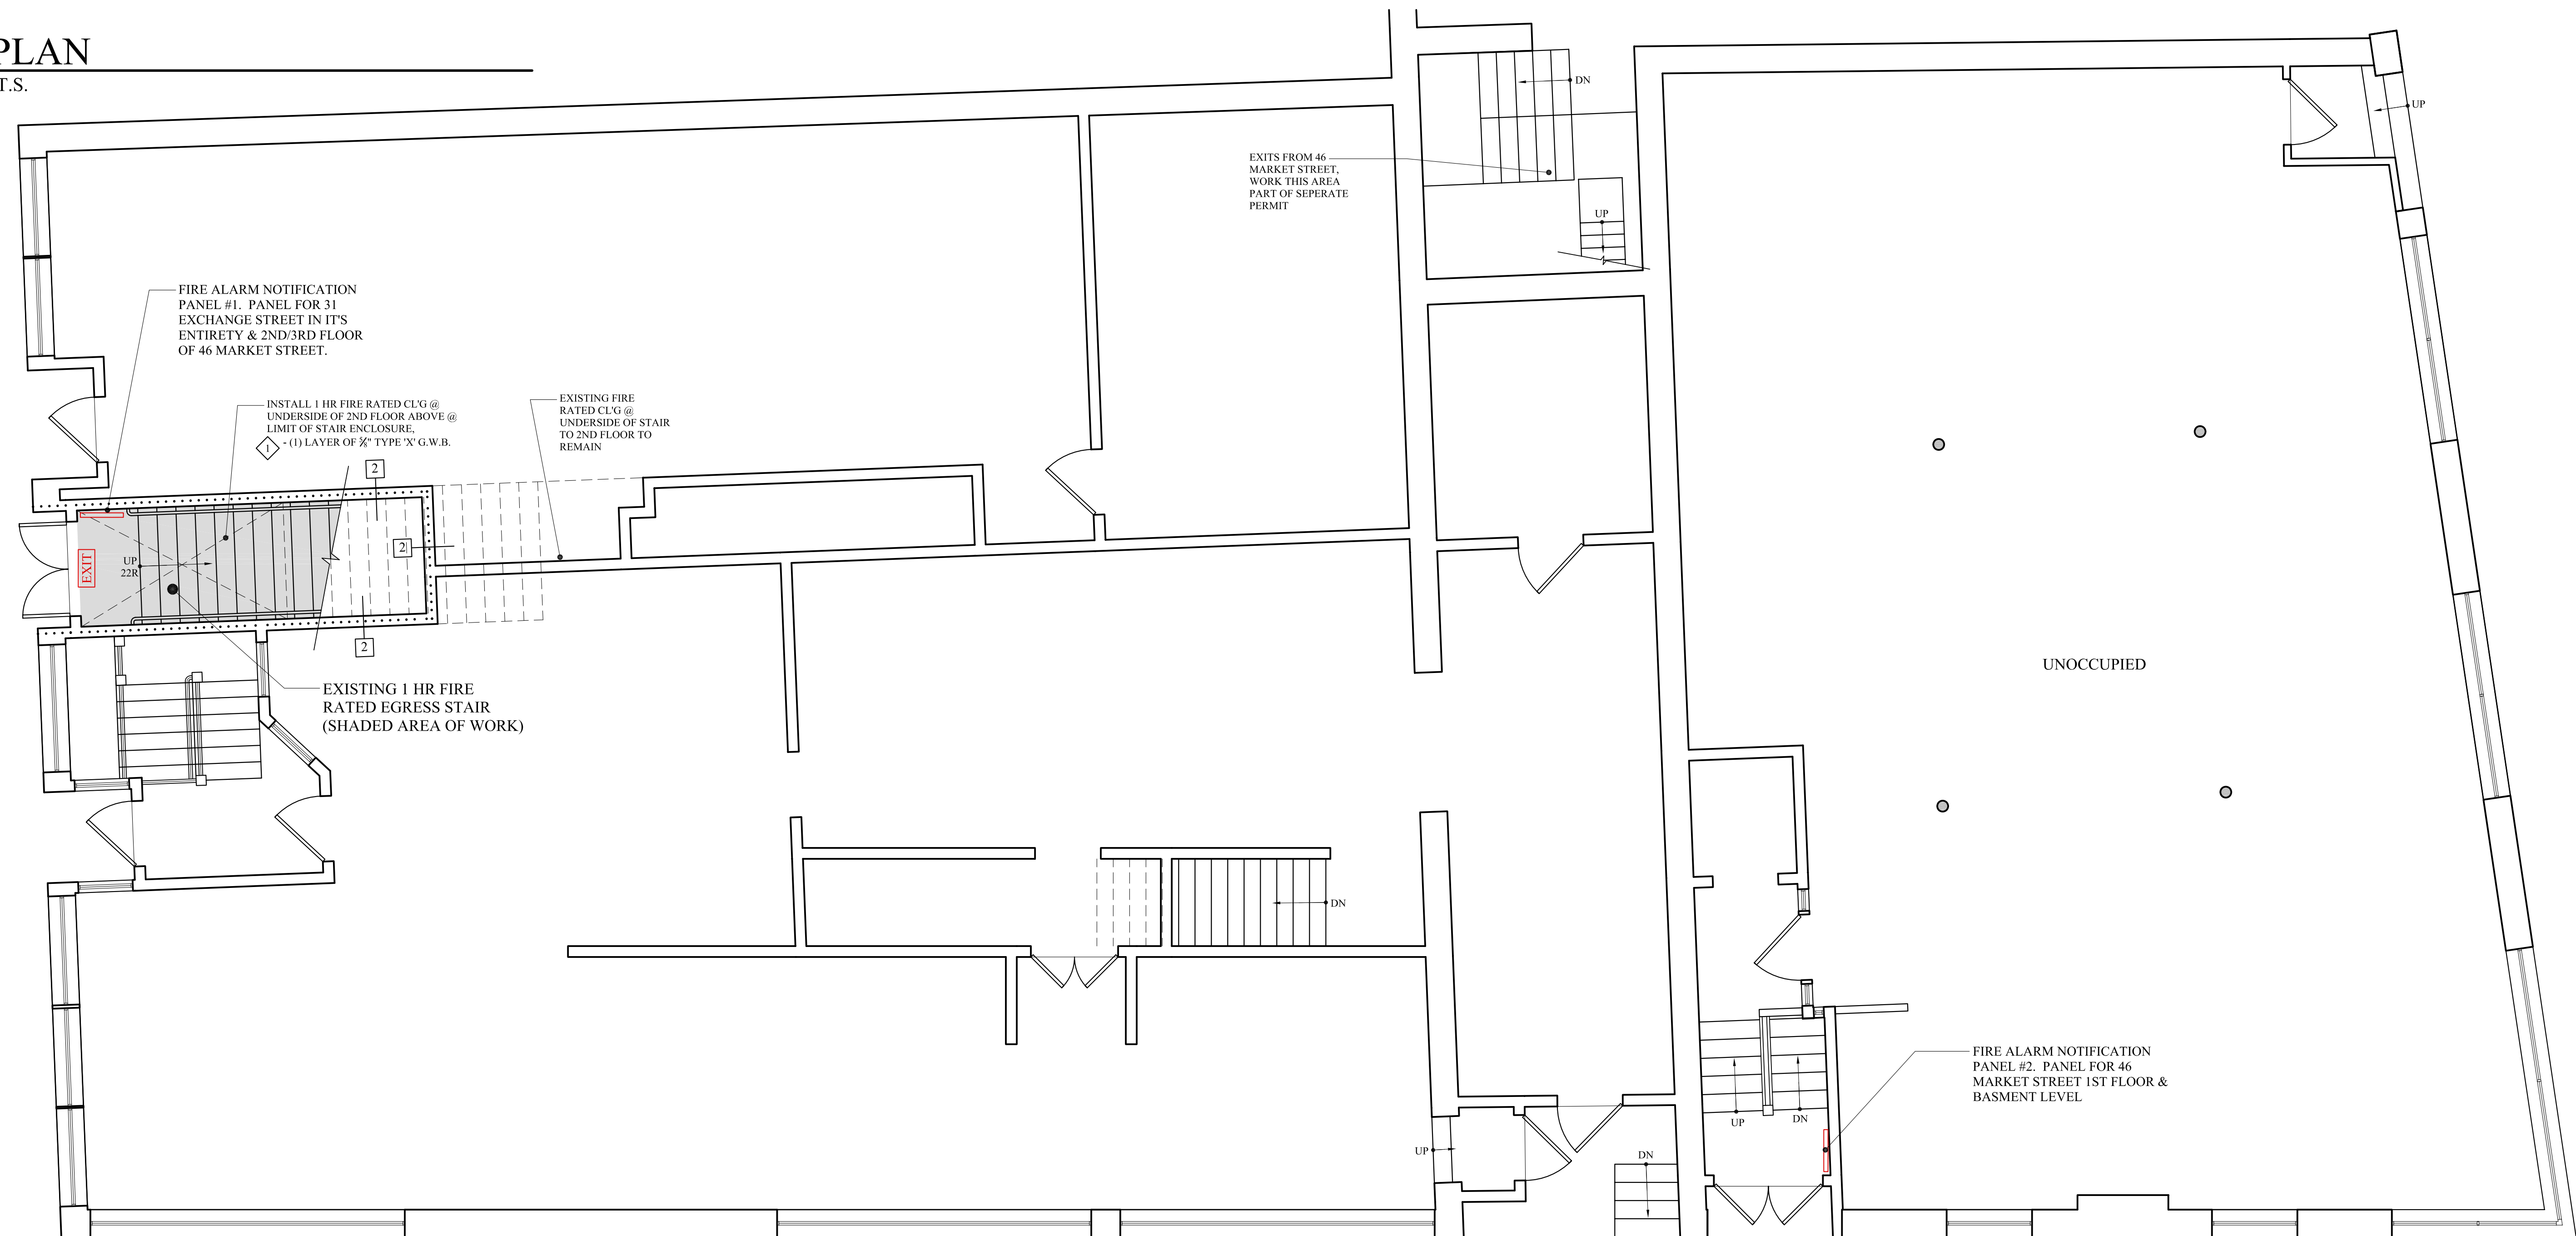 PLAN
T.S.
DN
UP
EXITS FROM 46
MARKET STREET,
WORK THIS AREA
PART OF SEPERATE
PERMIT
UP
FIRE ALARM NOTIFICATION
PANEL #1. PANEL FOR 31
EXCHANGE STREET IN IT'S
ENTIRETY & 2ND/3RD FLOOR
OF 46 MARKET STREET.
INSTALL 1 HR FIRE RATED CL'G @
UNDERSIDE OF 2ND FLOOR ABOVE @
LIMIT OF STAIR ENCLOSURE,
1 - (1) LAYER OF ⅝" TYPE 'X' G.W.B.
EXISTING FIRE
RATED CL'G @
UNDERSIDE OF STAIR
TO 2ND FLOOR TO
REMAIN
2
2
EXIT
UP
22R
2
EXISTING 1 HR FIRE
RATED EGRESS STAIR
(SHADED AREA OF WORK)
UNOCCUPIED
DN
FIRE ALARM NOTIFICATION
PANEL #2. PANEL FOR 46
MARKET STREET 1ST FLOOR &
BASMENT LEVEL
UP
DN
UP
DN